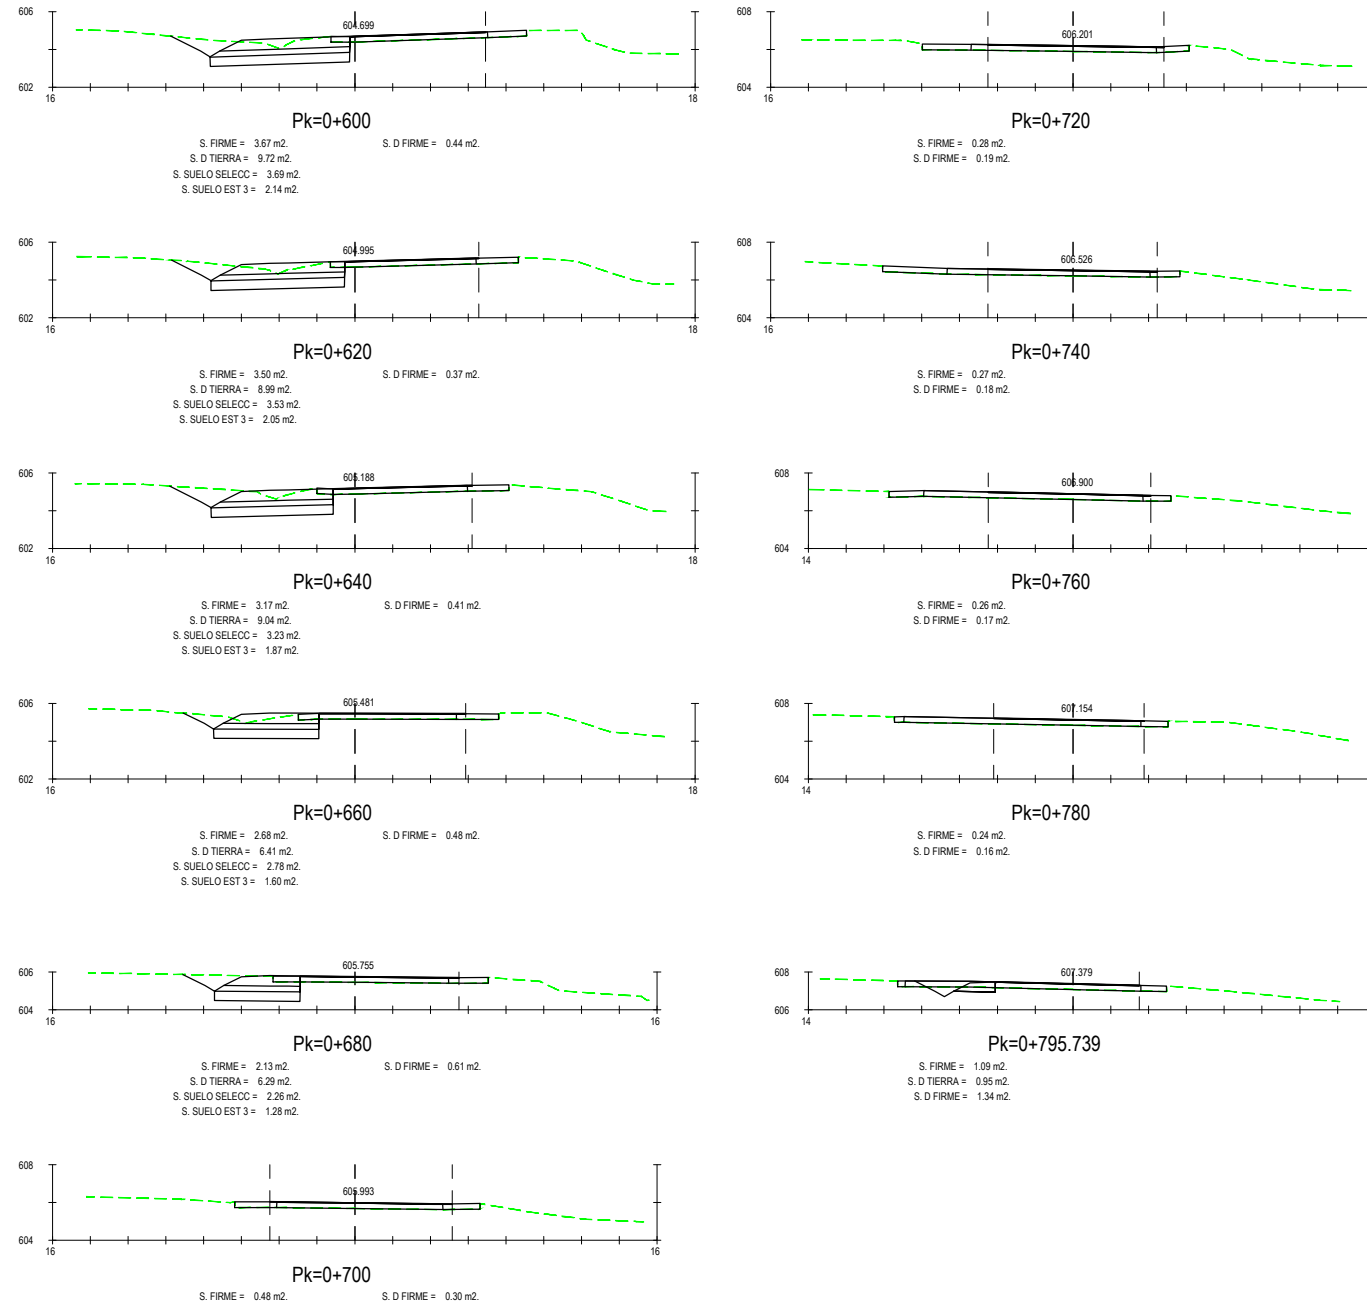 606
604.699
602
16
18
Pk=0+600
S. FIRME = 3.67 m2. S. D FIRME = 0.44 m2.
S. D TIERRA = 9.72 m2.
S. SUELO SELECC = 3.69 m2.
S. SUELO EST 3 = 2.14 m2.
606
604.995
602
16
18
Pk=0+620
S. FIRME = 3.50 m2. S. D FIRME = 0.37 m2.
S. D TIERRA = 8.99 m2.
S. SUELO SELECC = 3.53 m2.
S. SUELO EST 3 = 2.05 m2.
606
605.188
602
16
18
Pk=0+640
S. FIRME = 3.17 m2. S. D FIRME = 0.41 m2.
S. D TIERRA = 9.04 m2.
S. SUELO SELECC = 3.23 m2.
S. SUELO EST 3 = 1.87 m2.
606
605.481
602
16
18
Pk=0+660
S. FIRME = 2.68 m2. S. D FIRME = 0.48 m2.
S. D TIERRA = 6.41 m2.
S. SUELO SELECC = 2.78 m2.
S. SUELO EST 3 = 1.60 m2.
606
605.755
604
16
16
Pk=0+680
S. FIRME = 2.13 m2. S. D FIRME = 0.61 m2.
S. D TIERRA = 6.29 m2.
S. SUELO SELECC = 2.26 m2.
S. SUELO EST 3 = 1.28 m2.
608
605.993
604
16
16
Pk=0+700
S. FIRME = 0.48 m2. S. D FIRME = 0.30 m2.
608
606.201
604
16
Pk=0+720
S. FIRME = 0.28 m2.
S. D FIRME = 0.19 m2.
608
606.526
604
16
Pk=0+740
S. FIRME = 0.27 m2.
S. D FIRME = 0.18 m2.
608
606.900
604
14
Pk=0+760
S. FIRME = 0.26 m2.
S. D FIRME = 0.17 m2.
608
607.154
604
14
Pk=0+780
S. FIRME = 0.24 m2.
S. D FIRME = 0.16 m2.
608
607.379
606
14
Pk=0+795.739
S. FIRME = 1.09 m2.
S. D TIERRA = 0.95 m2.
S. D FIRME = 1.34 m2.